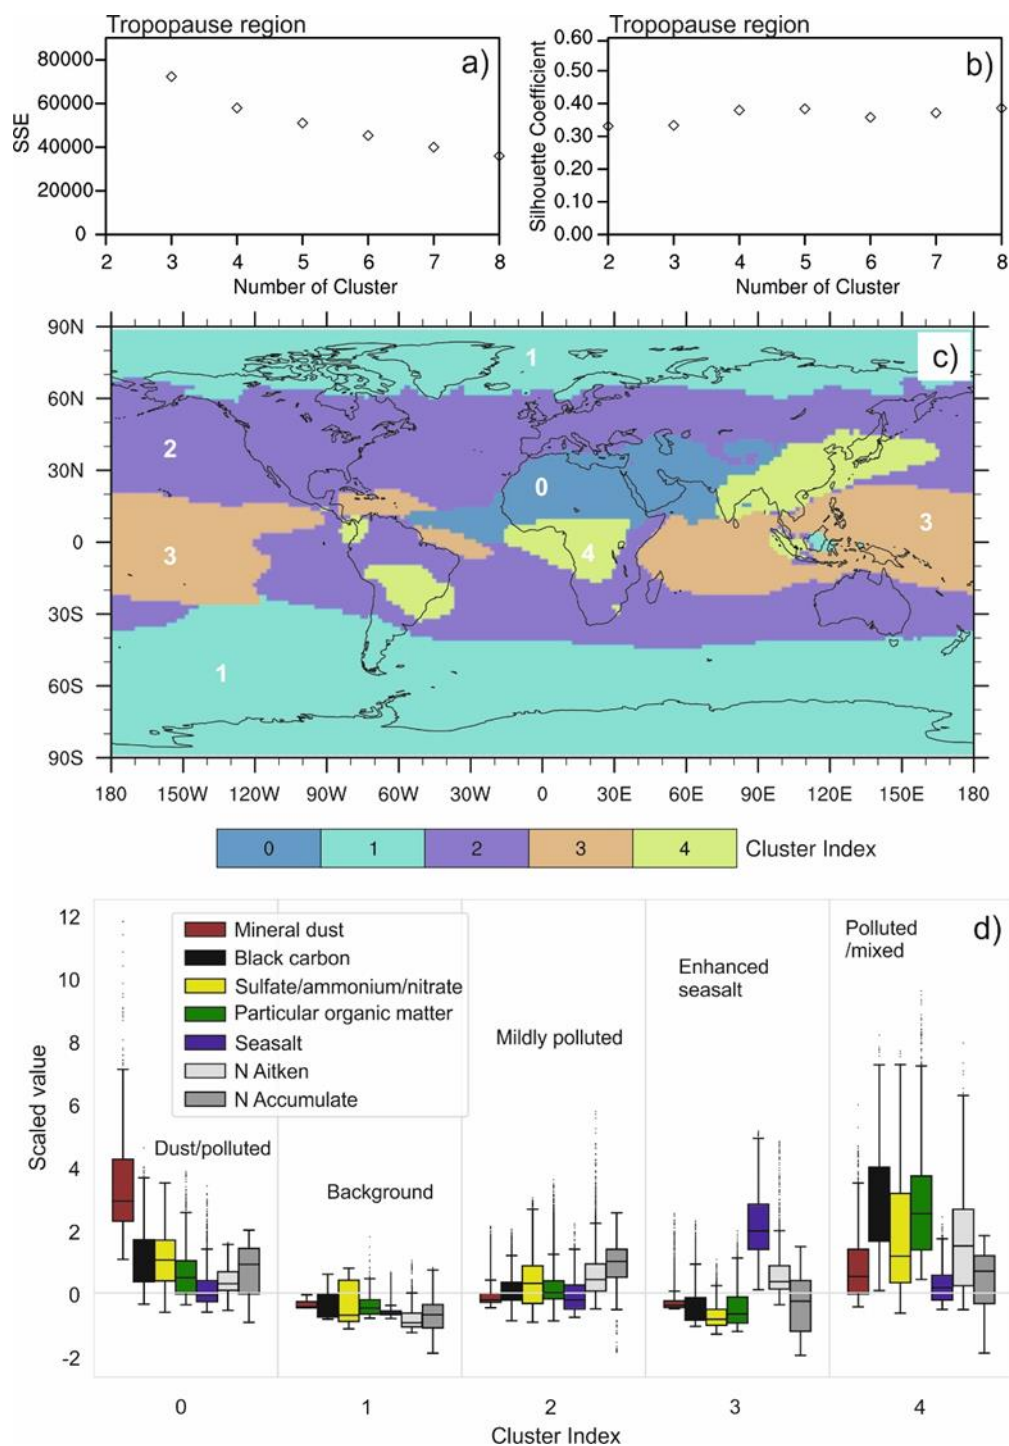 Tropopause region
Tropopause region
a)
b)
SSE
80000
60000
40000
20000
0
2 3 4 5 6 7 8
Number of Cluster
Silhouette Coefficient
0.60
0.50
0.40
0.30
0.20
0.10
0.00
2 3 4 5 6 7 8
Number of Cluster
c)
90N
60N
30N
0
30S
60S
90S
1
2
0
3
3
4
1
180 150W 120W 90W 60W 30W 0 30E 60E 90E 120E 150E 180
0 1 2 3 4 Cluster Index
d)
Scaled value
12
10
8
6
4
2
0
-2
Mineral dust
Black carbon
Sulfate/ammonium/nitrate
Particular organic matter
Seasalt
N Aitken
N Accumulate
Dust/polluted
Background
Mildly polluted
Enhanced
seasalt
Polluted
/mixed
0 1 2 3 4
Cluster Index